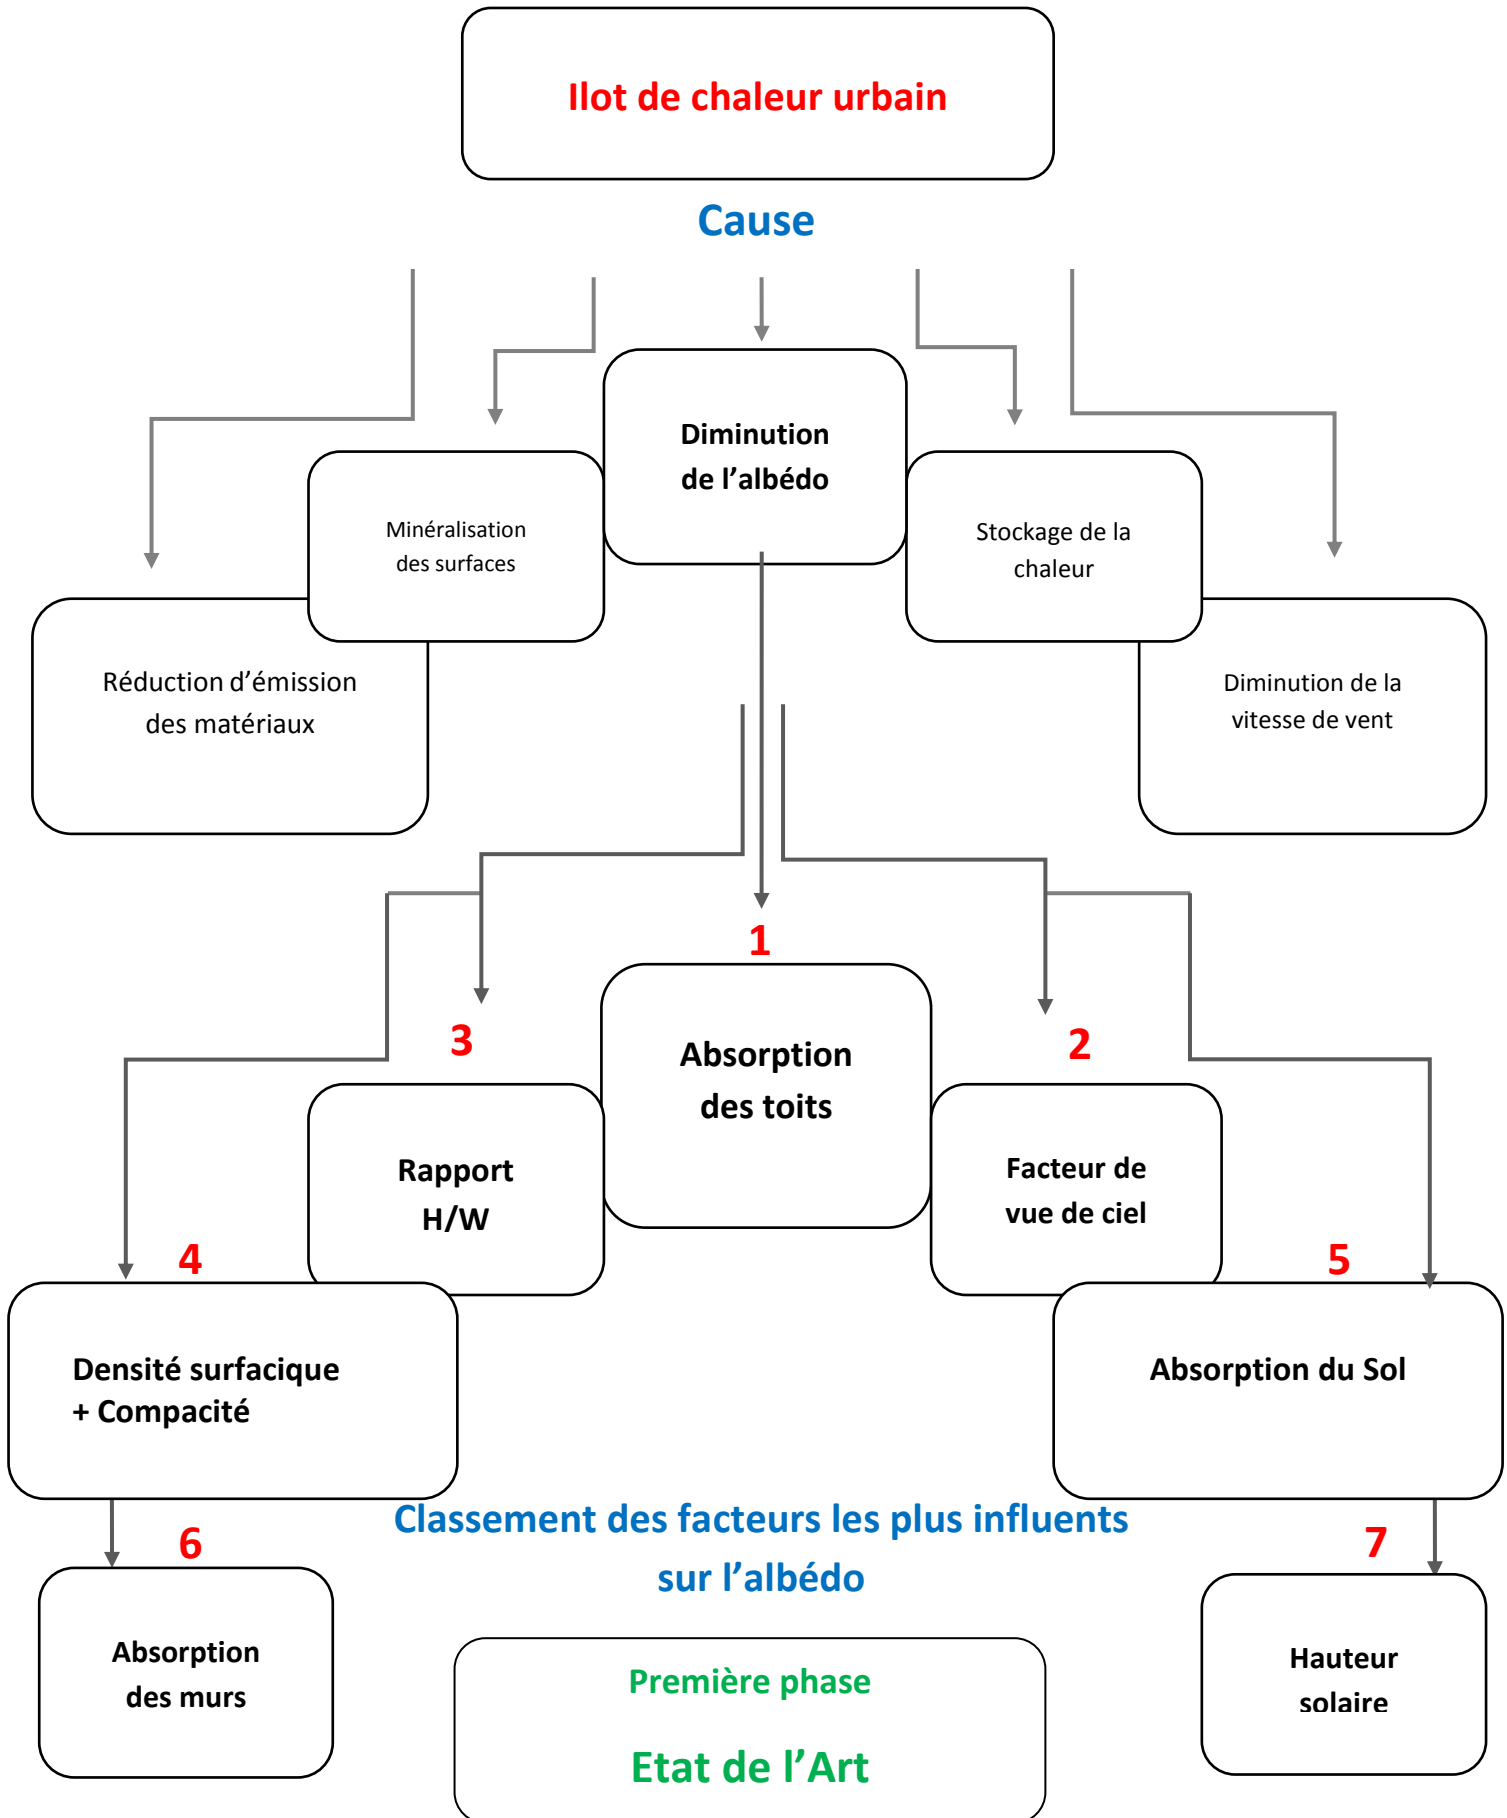 Ilot de chaleur urbain
Cause
Diminution
de l’albédo
Minéralisation
des surfaces
Stockage de la
chaleur
Réduction d’émission
des matériaux
Diminution de la
vitesse de vent
1
Absorption
des toits
3
Rapport
H/W
2
Facteur de
vue de ciel
4
Densité surfacique
+ Compacité
5
Absorption du Sol
Classement des facteurs les plus influents
sur l’albédo
6
Absorption
des murs
7
Hauteur
solaire
Première phase
Etat de l’Art